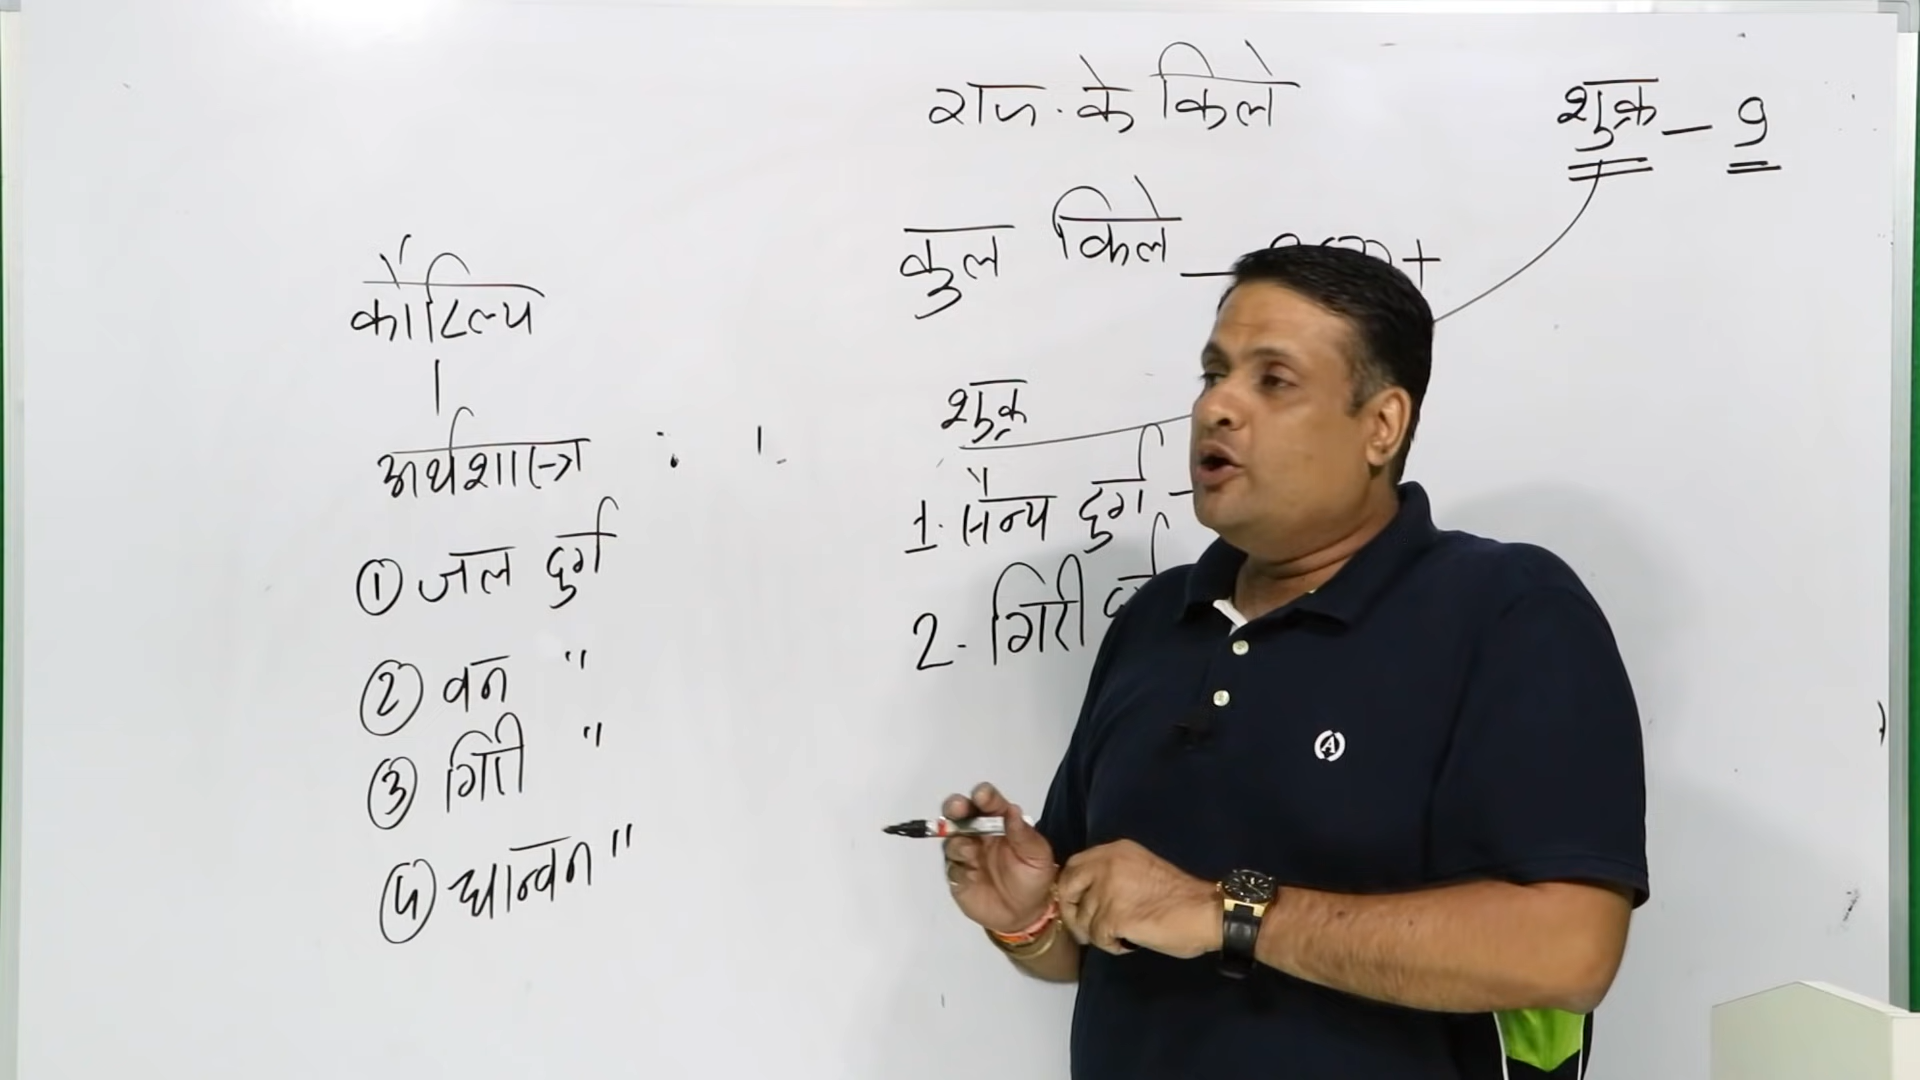 राज. के किले
शुक्र – 9
कुल किले – +
कौटिल्य
अर्थशास्त्र :
① जल दुर्ग
② वन "
③ गिरी "
④ धान्वन "
शुक्र
1. सैन्य दुर्ग –
2. गिरी
A